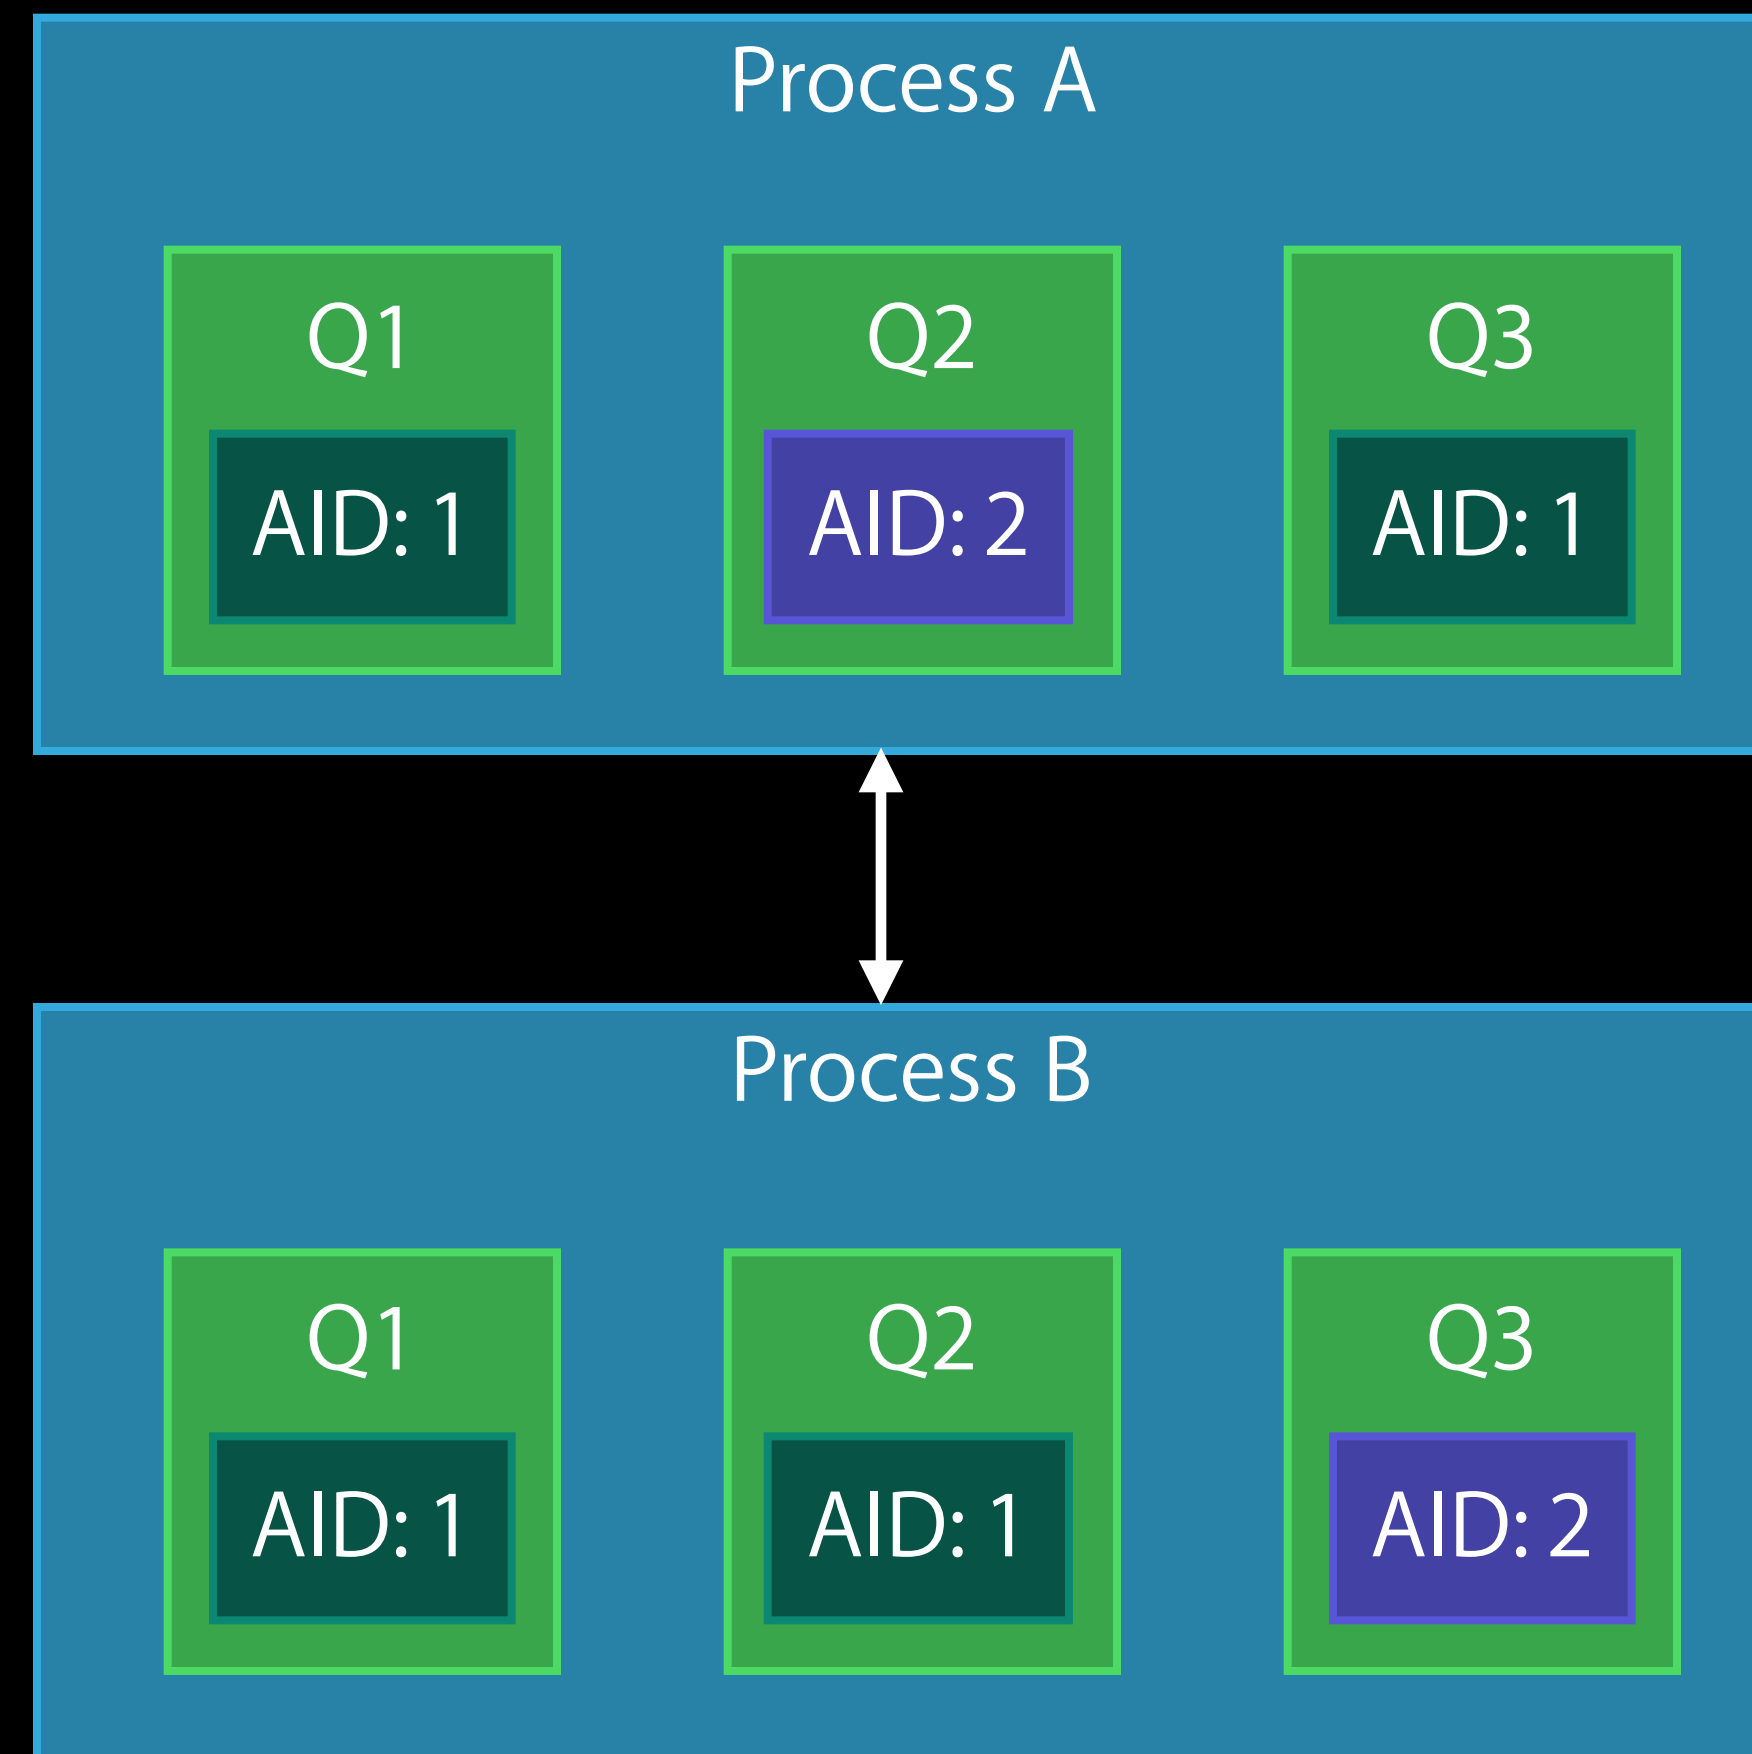 Process A
Q1 Q2 Q3
AID: 1 AID: 2 AID: 1
Process B
Q1 Q2 Q3
AID: 1 AID: 1 AID: 2